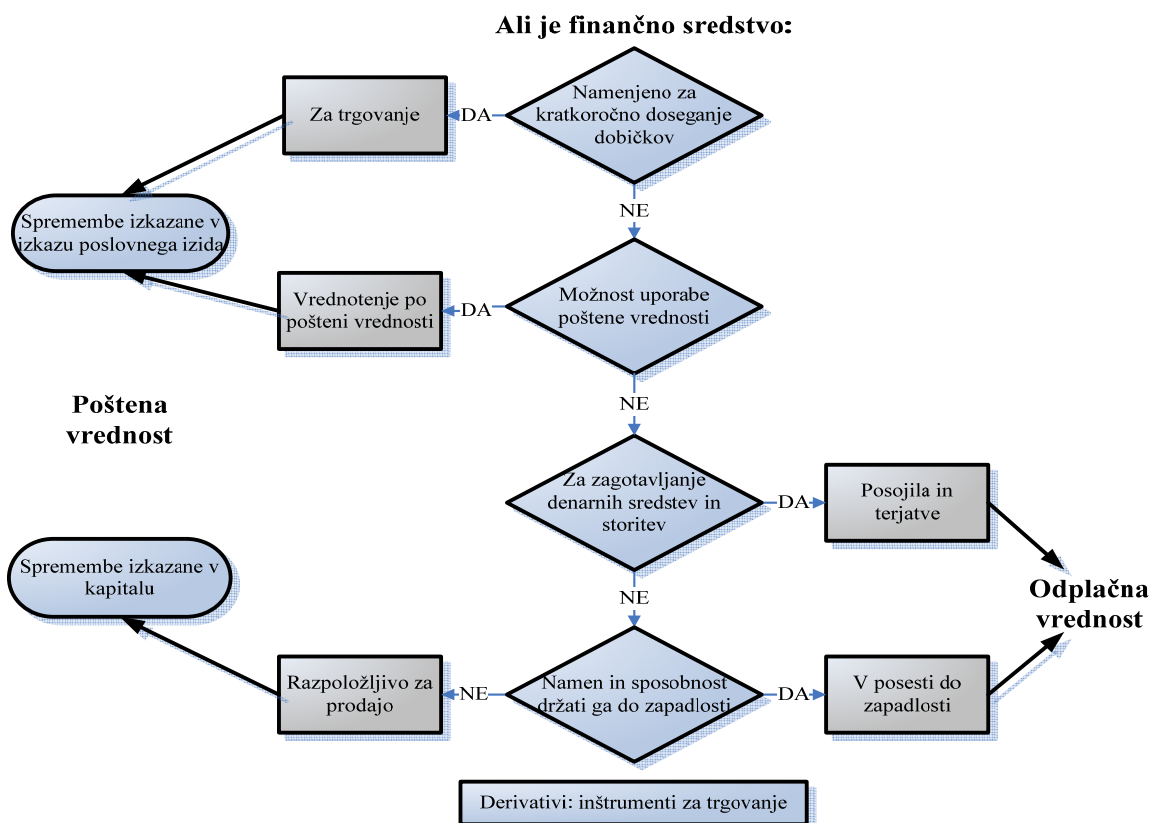 Ali je finančno sredstvo:
Namenjeno za
kratkoročno doseganje
dobičkov
DA
Za trgovanje
NE
Spremembe izkazane v
izkazu poslovnega izida
Možnost uporabe
poštene vrednosti
DA
Vrednotenje po
pošteni vrednosti
NE
Poštena
vrednost
Za zagotavljanje
denarnih sredstev in
storitev
DA
Posojila in
terjatve
NE
Spremembe izkazane v
kapitalu
Odplačna
vrednost
Namen in sposobnost
držati ga do zapadlosti
NE
Razpoložljivo za
prodajo
DA
V posesti do
zapadlosti
Derivativi: inštrumenti za trgovanje